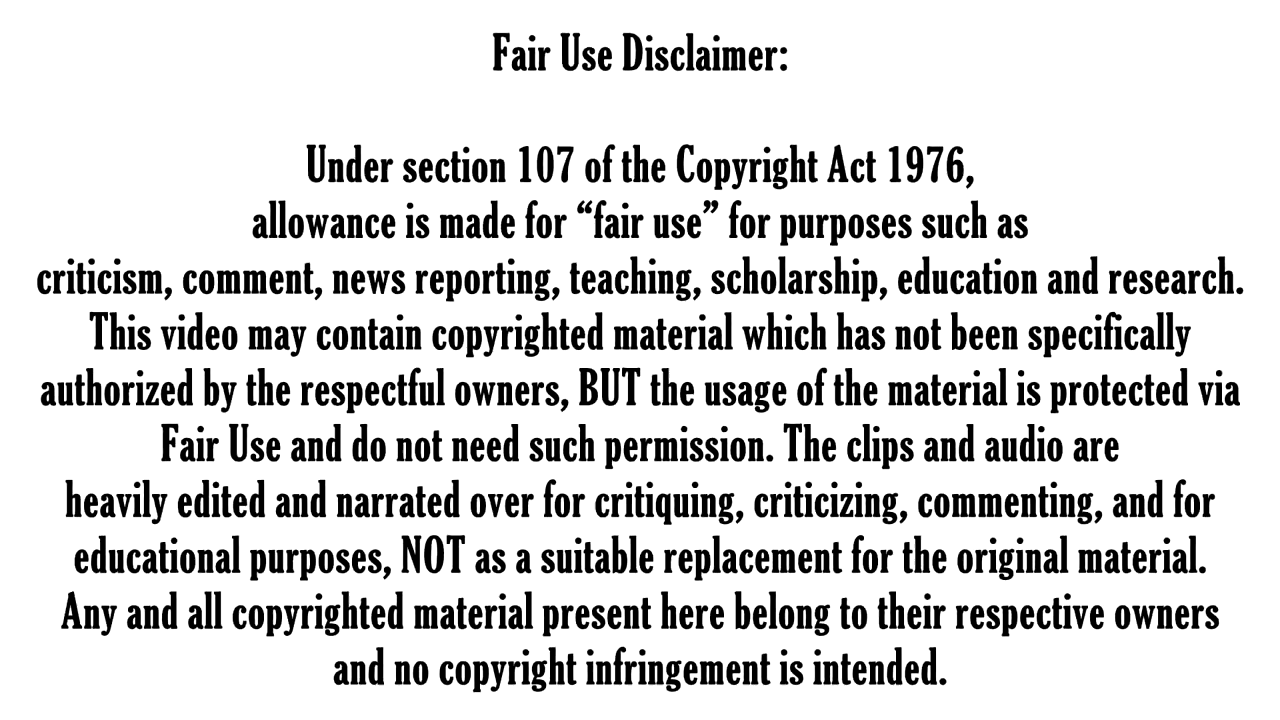 Fair Use Disclaimer:
Under section 107 of the Copyright Act 1976,
allowance is made for “fair use” for purposes such as
criticism, comment, news reporting, teaching, scholarship, education and research.
This video may contain copyrighted material which has not been specifically
authorized by the respectful owners, BUT the usage of the material is protected via
Fair Use and do not need such permission. The clips and audio are
heavily edited and narrated over for critiquing, criticizing, commenting, and for
educational purposes, NOT as a suitable replacement for the original material.
Any and all copyrighted material present here belong to their respective owners
and no copyright infringement is intended.